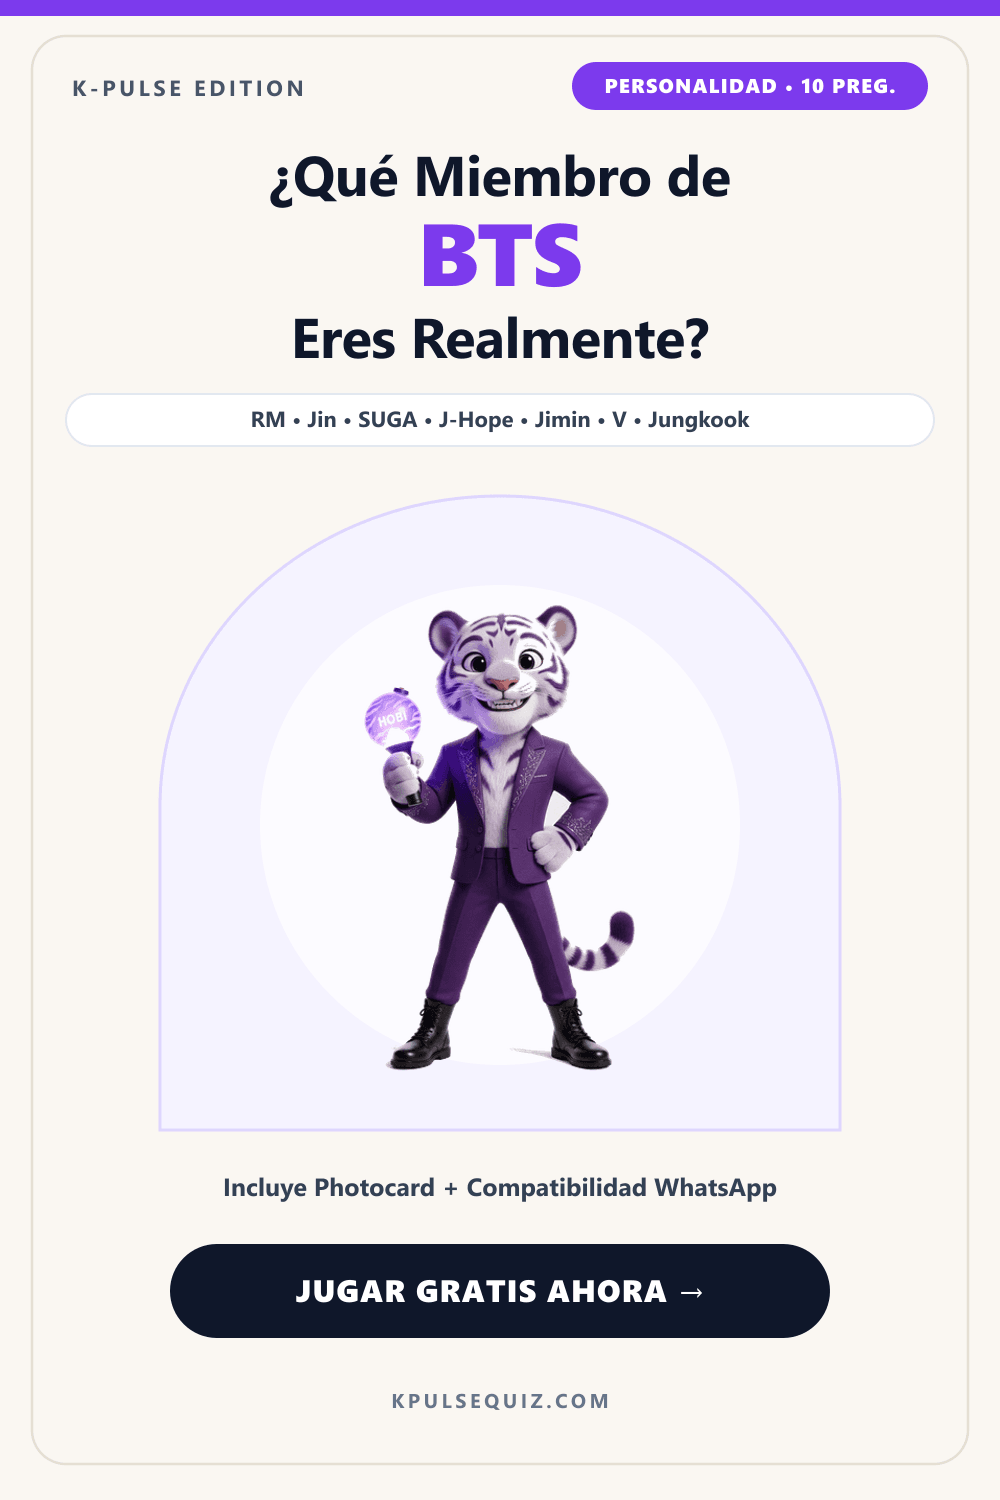 K-PULSE EDITION
PERSONALIDAD • 10 PREG.
¿Qué Miembro de
BTS
Eres Realmente?
RM • Jin • SUGA • J-Hope • Jimin • V • Jungkook
HOBI
Incluye Photocard + Compatibilidad WhatsApp
JUGAR GRATIS AHORA →
KPULSEQUIZ.COM